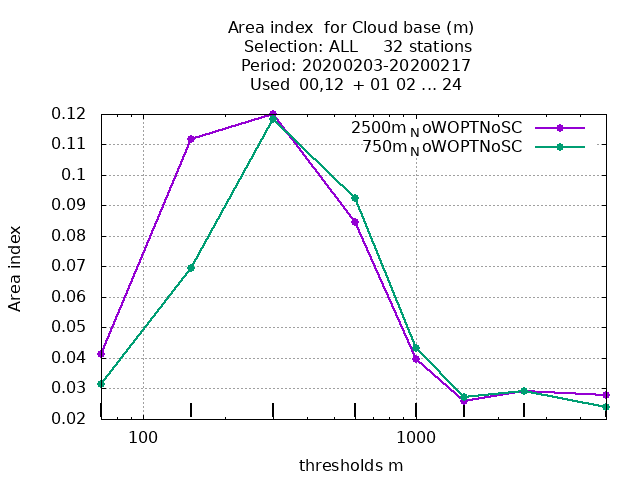 Area index  for Cloud base (m)
Selection: ALL     32 stations
Period: 20200203-20200217
Used  00,12  + 01 02 ... 24
2500m_NoWOPTNoSC
750m_NoWOPTNoSC
0.12
0.11
0.1
0.09
0.08
0.07
0.06
0.05
0.04
0.03
0.02
Area index
100
1000
thresholds m